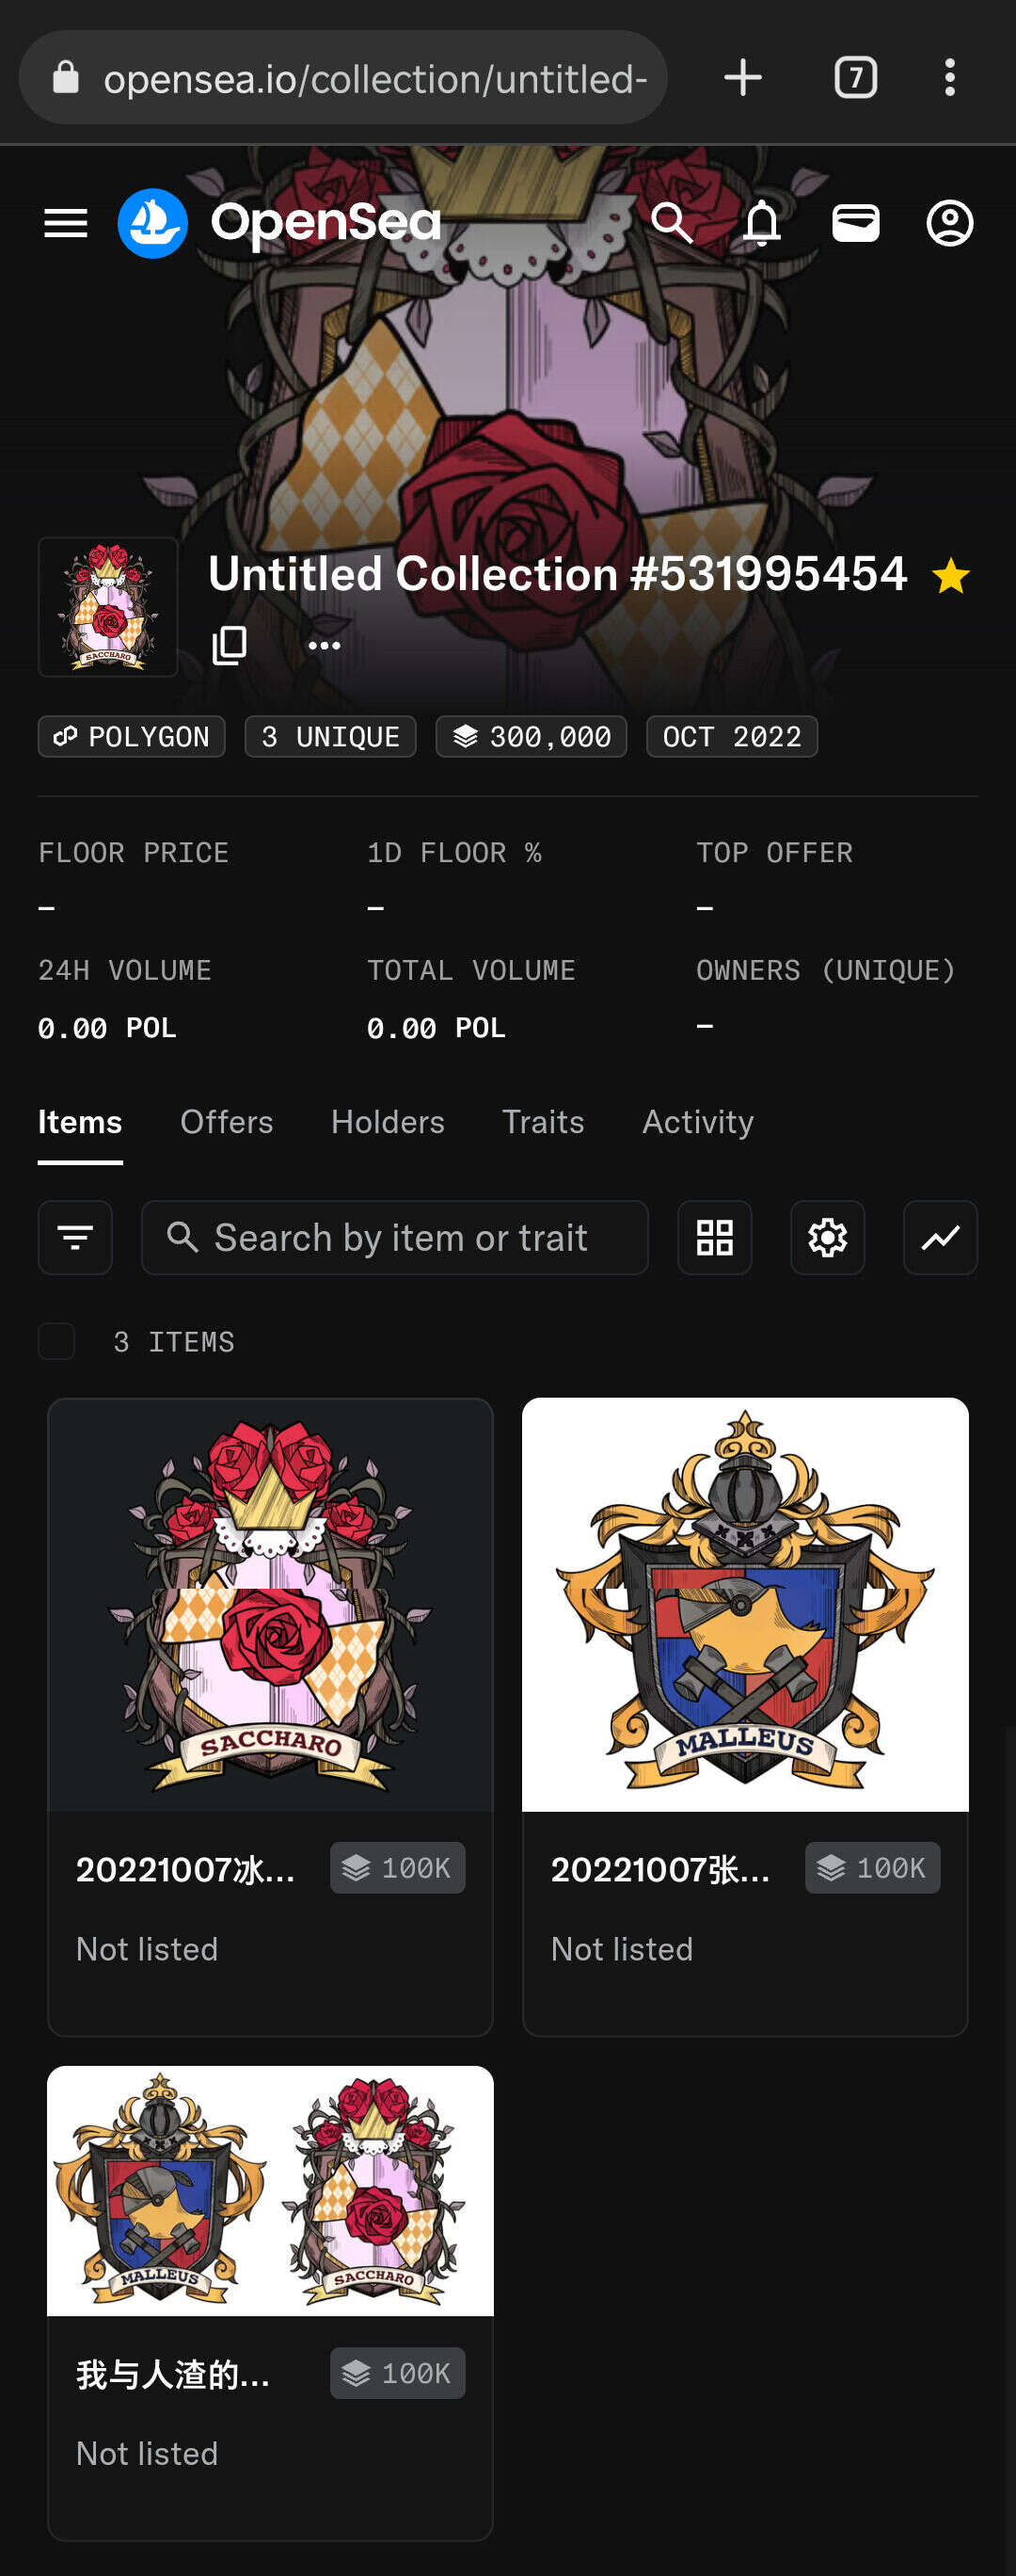 opensea.io/collection/untitled-
7
OpenSea
Untitled Collection #531995454
POLYGON
3 UNIQUE
300,000
OCT 2022
FLOOR PRICE
1D FLOOR %
TOP OFFER
–
–
–
24H VOLUME
TOTAL VOLUME
OWNERS (UNIQUE)
0.00 POL
0.00 POL
–
Items
Offers
Holders
Traits
Activity
Search by item or trait
3 ITEMS
SACCHARO
MALLEUS
20221007冰...
100K
20221007张...
100K
Not listed
Not listed
MALLEUS
SACCHARO
我与人渣的...
100K
Not listed